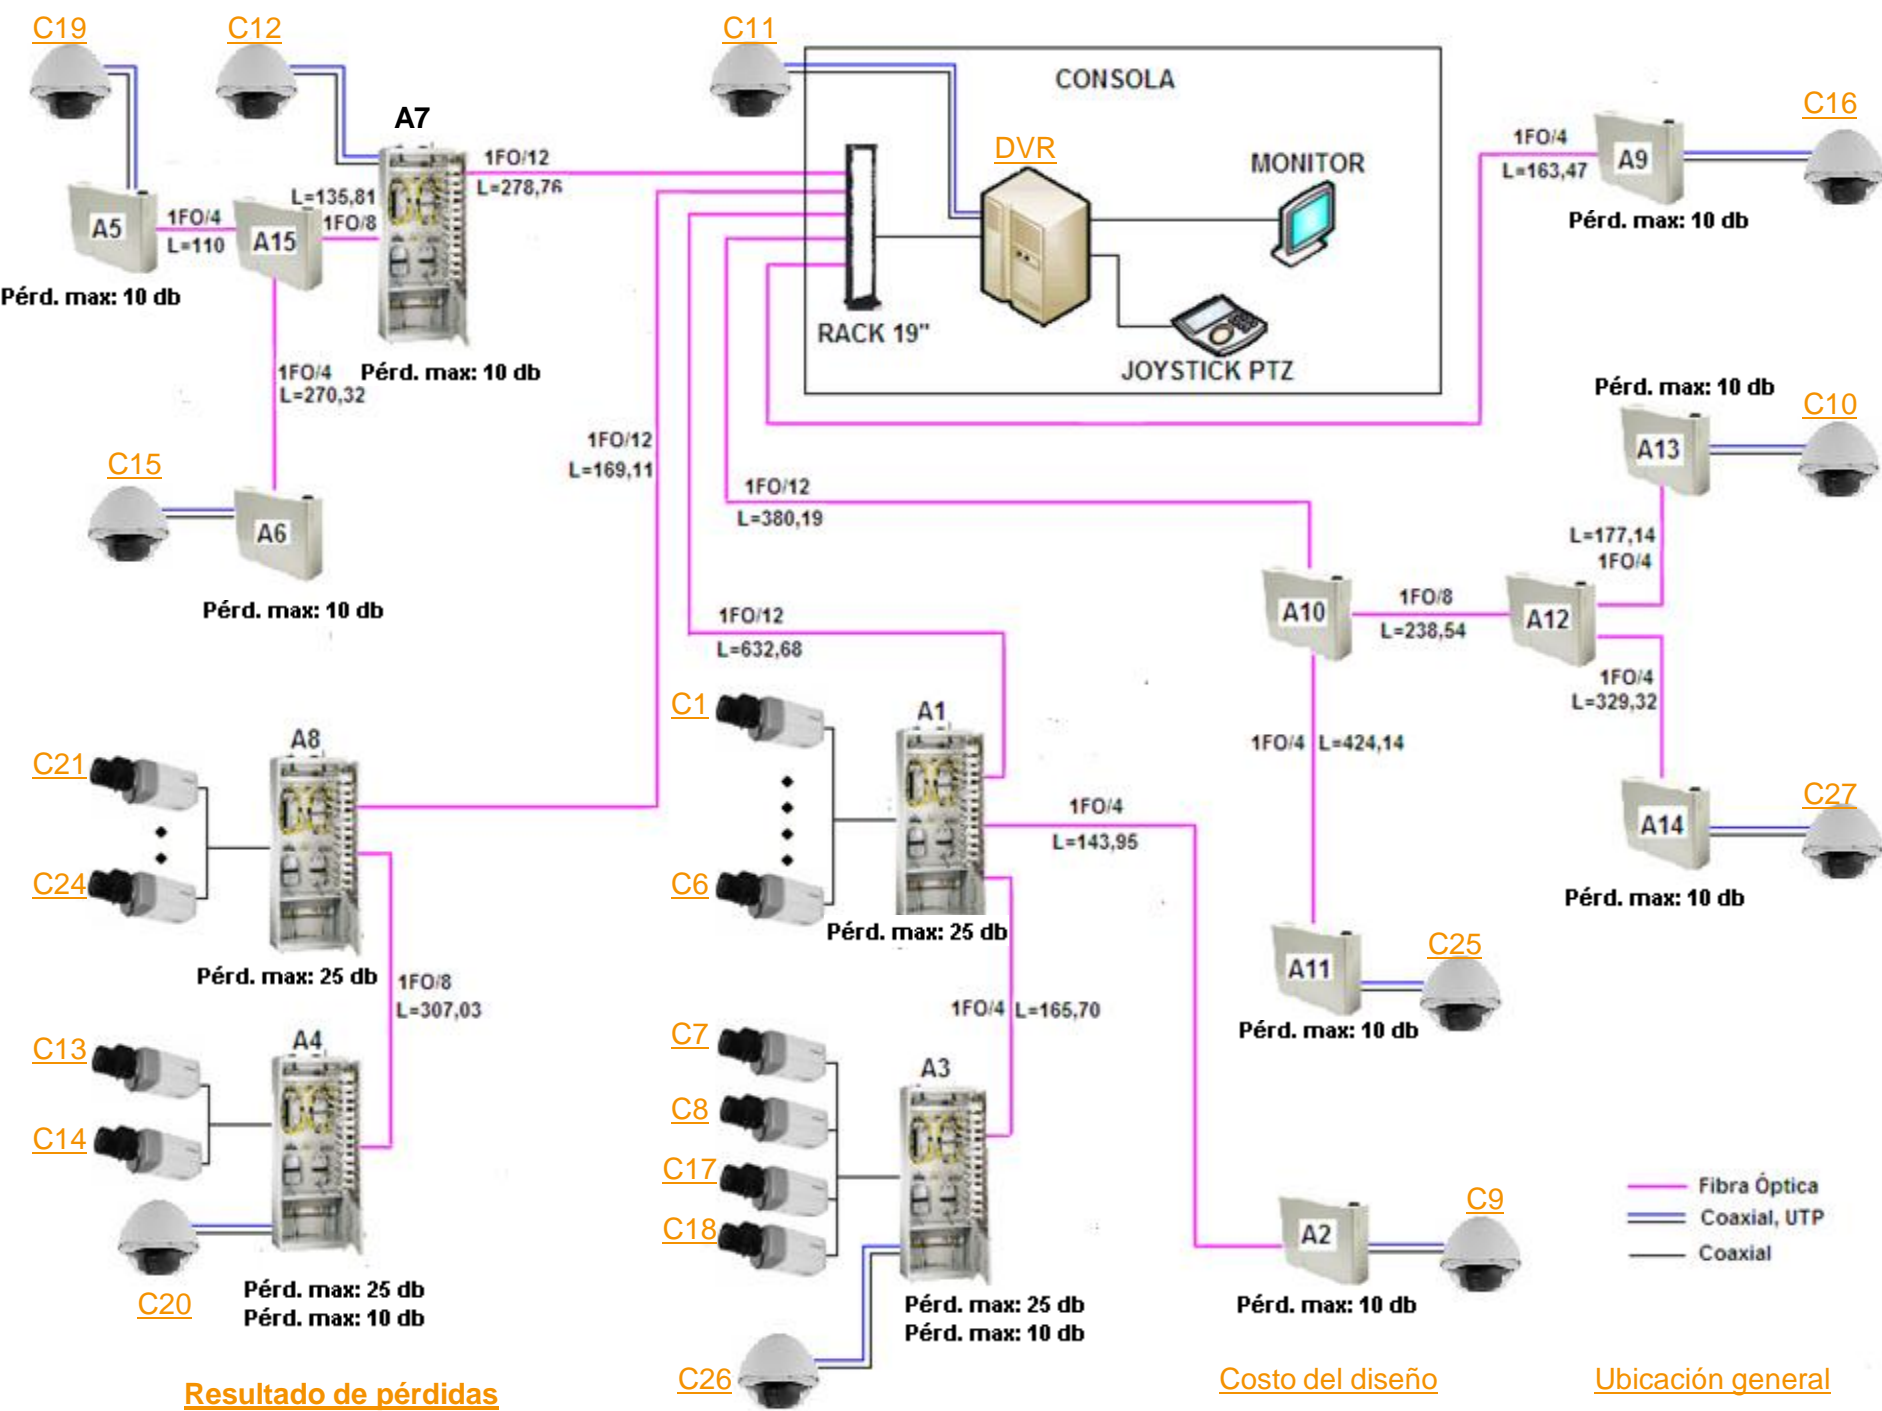 C19
C12
C11
CONSOLA
C16
A7
1FO/12
L=278,76
DVR
MONITOR
1FO/4
L=163,47
A9
Pérd. max: 10 db
A5
1FO/4
L=110
A15
L=135,81
1FO/8
Pérd. max: 10 db
RACK 19"
JOYSTICK PTZ
1FO/4
L=270,32
Pérd. max: 10 db
Pérd. max: 10 db
C10
A13
1FO/12
L=169,11
C15
A6
1FO/12
L=380,19
L=177,14
1FO/4
Pérd. max: 10 db
1FO/12
L=632,68
A10
1FO/8
L=238,54
A12
1FO/4
L=329,32
C1
A1
A8
C21
1FO/4
L=424,14
C27
A14
1FO/4
L=143,95
C24
C6
Pérd. max: 10 db
Pérd. max: 25 db
C25
A11
Pérd. max: 25 db
1FO/8
L=307,03
1FO/4
L=165,70
Pérd. max: 10 db
C13
A4
C7
A3
C8
C14
C17
C18
Fibra Óptica
Coaxial, UTP
Coaxial
C9
A2
Pérd. max: 25 db
Pérd. max: 10 db
C20
Pérd. max: 25 db
Pérd. max: 10 db
Pérd. max: 10 db
C26
Resultado de pérdidas
Costo del diseño
Ubicación general